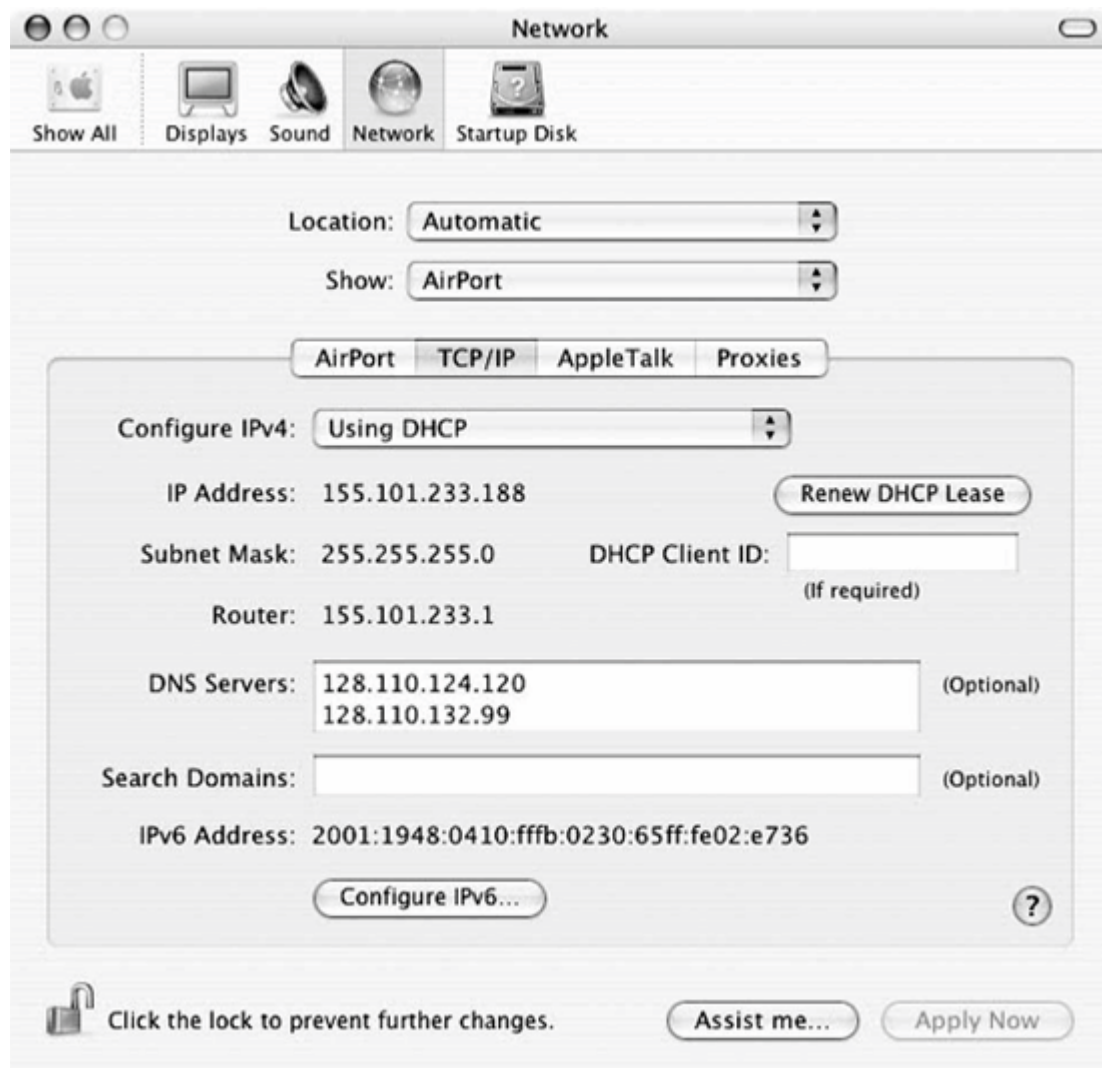 Network
Show All
Displays
Sound
Network
Startup Disk
Location: Automatic
Show: AirPort
AirPort
TCP/IP
AppleTalk
Proxies
Configure IPv4: Using DHCP
IP Address: 155.101.233.188
Renew DHCP Lease
Subnet Mask: 255.255.255.0
DHCP Client ID:
(If required)
Router: 155.101.233.1
DNS Servers: 128.110.124.120
128.110.132.99
(Optional)
Search Domains:
(Optional)
IPv6 Address: 2001:1948:0410:fffb:0230:65ff:fe02:e736
Configure IPv6...
?
Click the lock to prevent further changes.
Assist me...
Apply Now